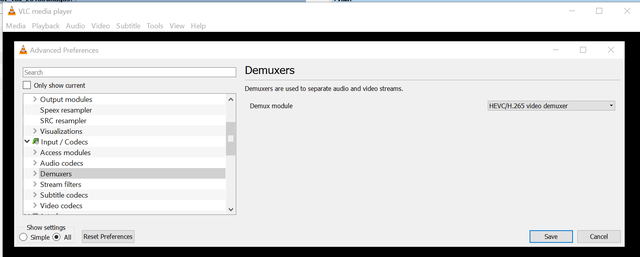 VLC media player
Media Playback Audio Video Subtitle Tools View Help
Advanced Preferences
Search
Only show current
Output modules
Speex resampler
SRC resampler
Visualizations
Input / Codecs
Access modules
Audio codecs
Demuxers
Stream filters
Subtitle codecs
Video codecs
Demuxers
Demuxers are used to separate audio and video streams.
Demux module HEVC/H.265 video demuxer
Show settings
Simple All Reset Preferences
Save Cancel